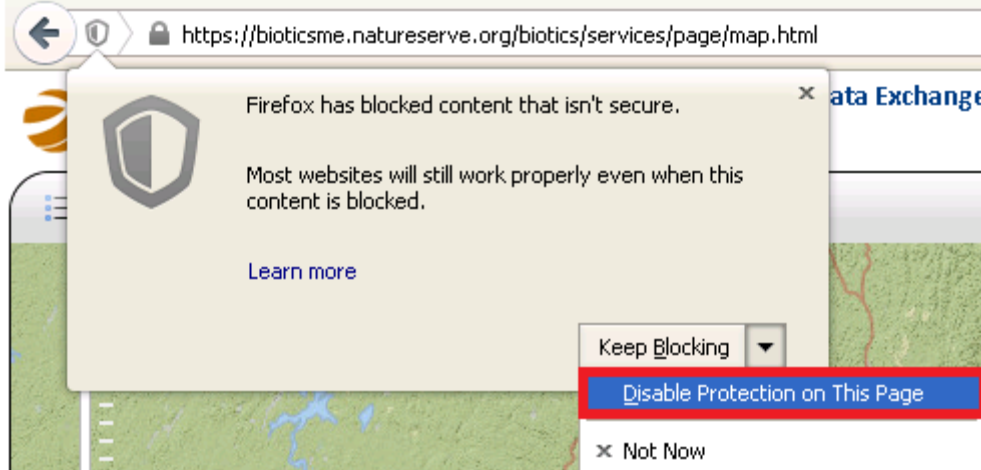 https://bioticsme.natureserve.org/biotics/services/page/map.html
Firefox has blocked content that isn't secure.
ata Exchange
Most websites will still work properly even when this
content is blocked.
Learn more
Keep Blocking
Disable Protection on This Page
Not Now